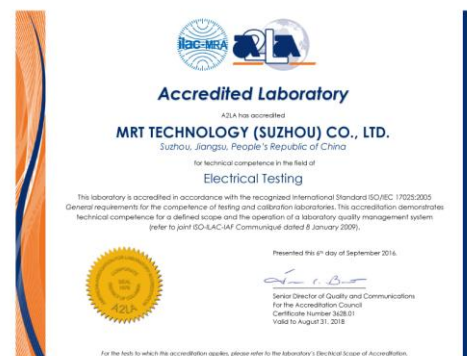 ilac-MRA
A2LA
Accredited Laboratory
A2LA has accredited
MRT TECHNOLOGY (SUZHOU) CO., LTD.
Suzhou, Jiangsu, People's Republic of China
for technical competence in the field of
Electrical Testing
This laboratory is accredited in accordance with the recognized International Standard ISO/IEC 17025:2005
General requirements for the competence of testing and calibration laboratories. This accreditation demonstrates
technical competence for a defined scope and the operation of a laboratory quality management system
(refer to joint ISO-ILAC-IAF Communiqué dated 8 January 2009).
Presented this 6th day of September 2016.
Senior Director of Quality and Communications
For the Accreditation Council
Certificate Number 3628.01
Valid to August 31, 2018
SEAL
A2LA
For the tests to which this accreditation applies, please refer to the laboratory's Electrical Scope of Accreditation.